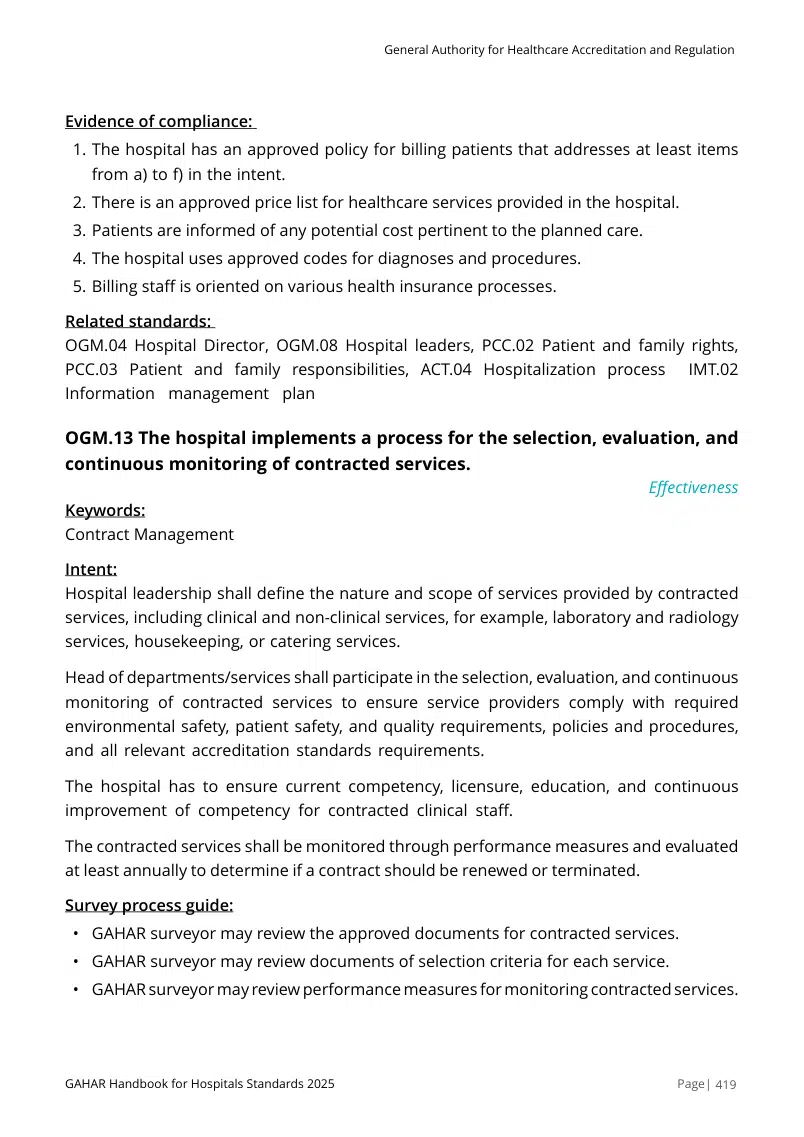 General Authority for Healthcare Accreditation and Regulation
Evidence of compliance:
1. The hospital has an approved policy for billing patients that addresses at least items
from a) to f) in the intent.
2. There is an approved price list for healthcare services provided in the hospital.
3. Patients are informed of any potential cost pertinent to the planned care.
4. The hospital uses approved codes for diagnoses and procedures.
5. Billing staff is oriented on various health insurance processes.
Related standards:
OGM.04 Hospital Director, OGM.08 Hospital leaders, PCC.02 Patient and family rights,
PCC.03 Patient and family responsibilities, ACT.04 Hospitalization process IMT.02
Information management plan
OGM.13 The hospital implements a process for the selection, evaluation, and
continuous monitoring of contracted services.
Effectiveness
Keywords:
Contract Management
Intent:
Hospital leadership shall define the nature and scope of services provided by contracted
services, including clinical and non-clinical services, for example, laboratory and radiology
services, housekeeping, or catering services.
Head of departments/services shall participate in the selection, evaluation, and continuous
monitoring of contracted services to ensure service providers comply with required
environmental safety, patient safety, and quality requirements, policies and procedures,
and all relevant accreditation standards requirements.
The hospital has to ensure current competency, licensure, education, and continuous
improvement of competency for contracted clinical staff.
The contracted services shall be monitored through performance measures and evaluated
at least annually to determine if a contract should be renewed or terminated.
Survey process guide:
• GAHAR surveyor may review the approved documents for contracted services.
• GAHAR surveyor may review documents of selection criteria for each service.
• GAHAR surveyor may review performance measures for monitoring contracted services.
GAHAR Handbook for Hospitals Standards 2025
Page| 419